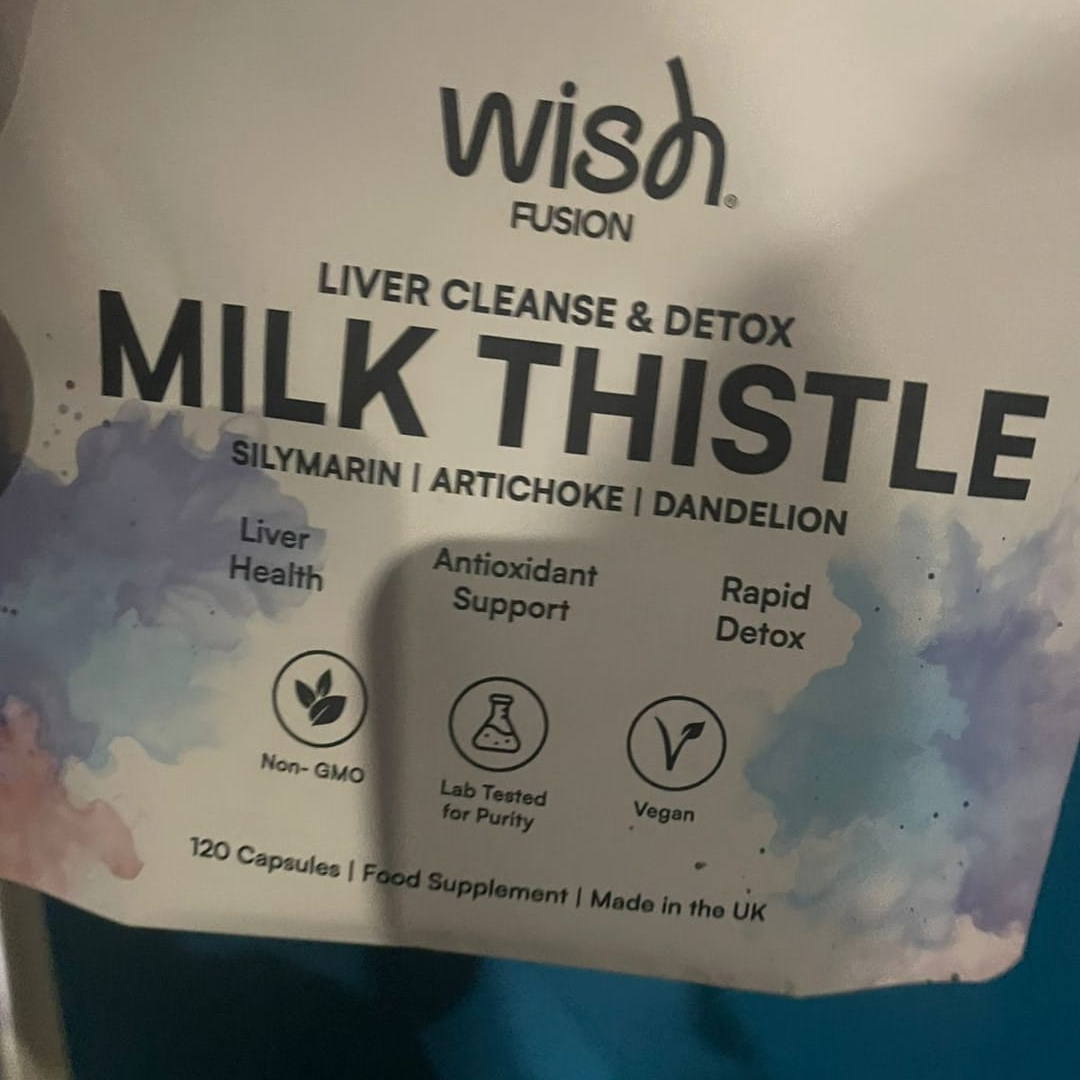 wish®
FUSION
LIVER CLEANSE & DETOX
MILK THISTLE
SILYMARIN | ARTICHOKE | DANDELION
Liver
Health
Antioxidant
Support
Rapid
Detox
Non- GMO
Lab Tested
for Purity
Vegan
120 Capsules | Food Supplement | Made in the UK